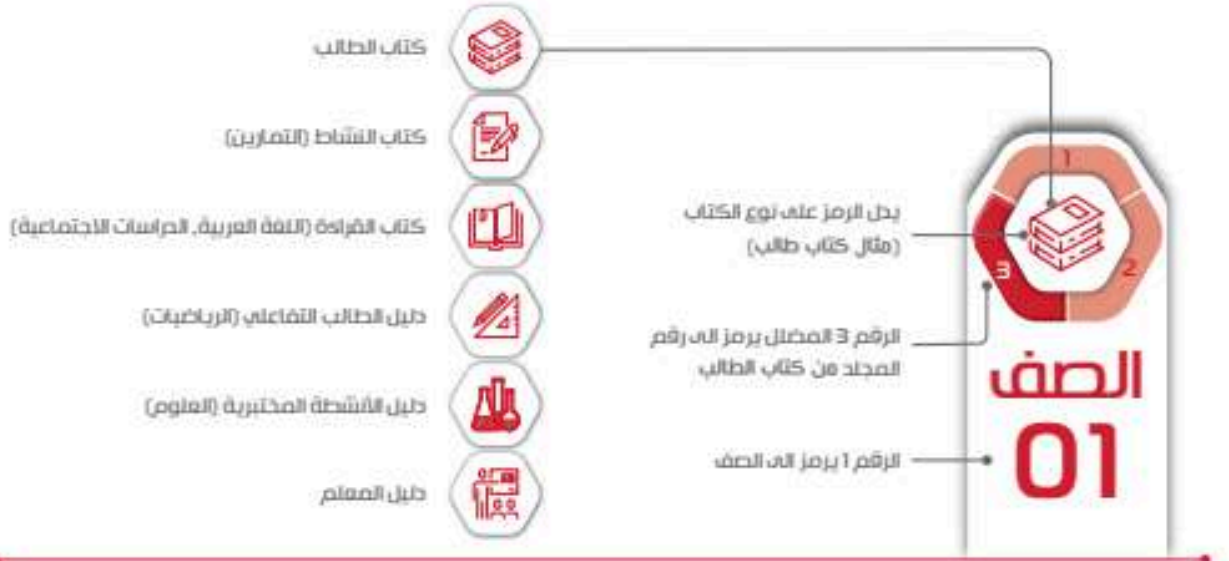 1
2
3
الصف
01
يدل الرمز على نوع الكتاب
(مثال كتاب طالب)
الرقم 3 المضلل يرمز الى رقم
المجلد من كتاب الطالب
الرقم 1 يرمز الى الصف
كتاب الطالب
كتاب النشاط (التمارين)
كتاب القراءة (اللغة العربية, الدراسات الاجتماعية)
دليل الطالب التفاعلي (الرياضيات)
دليل الأنشطة المختبرية (العلوم)
دليل المعلم